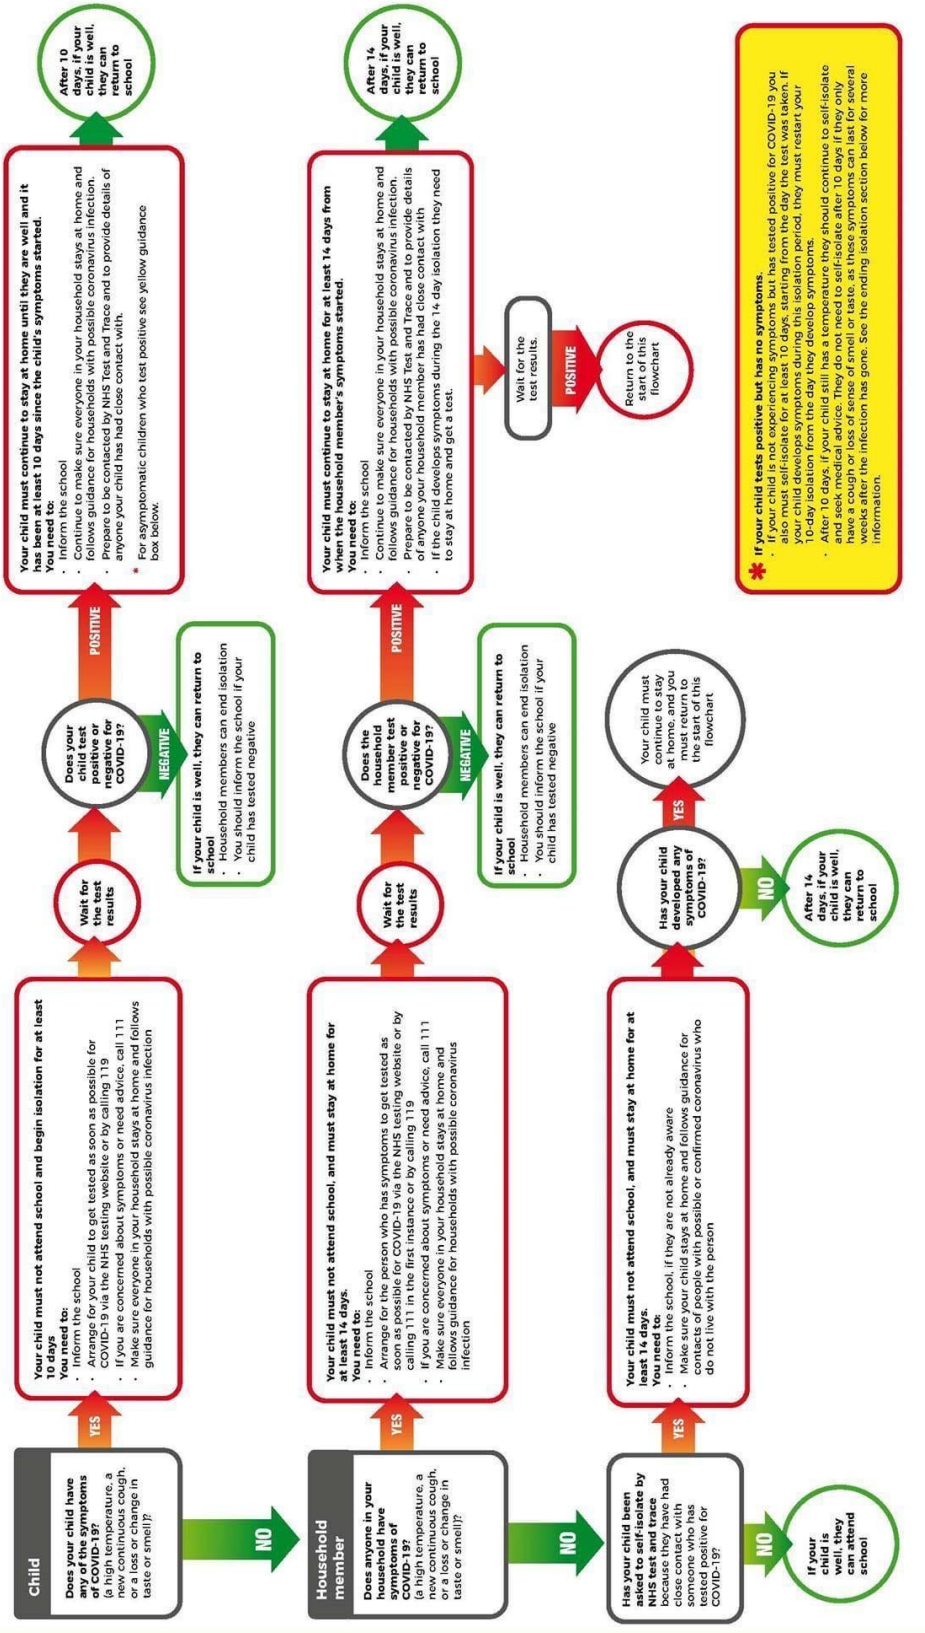 Child
Does your child have
any of the symptoms
of COVID-19?
(a high temperature, a
new continuous cough,
or a loss or change in
taste or smell)?
YES
Your child must not attend school and begin isolation for at least
10 days
You need to:
• Inform the school
• Arrange for your child to get tested as soon as possible for
COVID-19 via the NHS testing website or by calling 119
• If you are concerned about symptoms or need advice, call 111
• Make sure everyone in your household stays at home and follows
guidance for households with possible coronavirus infection
Wait for
the test
results
Does your
child test
positive or
negative for
COVID-19?
POSITIVE
Your child must continue to stay at home until they are well and it
has been at least 10 days since the child's symptoms started.
You need to:
• Inform the school
• Continue to make sure everyone in your household stays at home and
follows guidance for households with possible coronavirus infection.
• Prepare to be contacted by NHS Test and Trace and to provide details of
anyone your child has had close contact with.
* For asymptomatic children who test positive see yellow guidance
box below.
After 10
days, if your
child is well,
they can
return to
school
NEGATIVE
If your child is well, they can return to
school
• Household members can end isolation
• You should inform the school if your
child has tested negative
NO
Household
member
Does anyone in your
household have
symptoms of
COVID-19?
(a high temperature, a
new continuous cough,
or a loss or change in
taste or smell)?
YES
Your child must not attend school, and must stay at home for
at least 14 days.
You need to:
• Inform the school
• Arrange for the person who has symptoms to get tested as
soon as possible for COVID-19 via the NHS testing website or by
calling 111 in the first instance or by calling 119
• If you are concerned about symptoms or need advice, call 111
• Make sure everyone in your household stays at home and
follows guidance for households with possible coronavirus
infection
Wait for
the test
results
Does the
household
member test
positive or
negative for
COVID-19?
POSITIVE
Your child must continue to stay at home for at least 14 days from
when the household member's symptoms started.
You need to:
• Inform the school
• Continue to make sure everyone in your household stays at home and
follows guidance for households with possible coronavirus infection.
• Prepare to be contacted by NHS Test and Trace and to provide details
of anyone your household member has had close contact with
• If the child develops symptoms during the 14 day isolation they need
to stay at home and get a test.
After 14
days, if your
child is well,
they can
return to
school
NEGATIVE
If your child is well, they can return to
school
• Household members can end isolation
• You should inform the school if your
child has tested negative
Wait for the
test results.
POSITIVE
Return to the
start of this
flowchart
NO
Has your child been
asked to self-isolate by
NHS test and trace
because they have had
close contact with
someone who has
tested positive for
COVID-19?
YES
Your child must not attend school, and must stay at home for at
least 14 days.
You need to:
• Inform the school, if they are not already aware
• Make sure your child stays at home and follows guidance for
contacts of people with possible or confirmed coronavirus who
do not live with the person
Has your child
developed any
symptoms of
COVID-19?
YES
Your child must
continue to stay
at home, and you
must return to
the start of this
flowchart
NO
After 14
days, if your
child is well,
they can
return to
school
NO
If your
child is
well, they
can attend
school
* If your child tests positive but has no symptoms.
• If your child is not experiencing symptoms but has tested positive for COVID-19 you
also must self-isolate for at least 10 days, starting from the day the test was taken. If
your child develops symptoms during this isolation period, they must restart your
10-day isolation from the day they develop symptoms.
• After 10 days, if your child still has a temperature they should continue to self-isolate
and seek medical advice. They do not need to self-isolate after 10 days if they only
have a cough or loss of sense of smell or taste, as these symptoms can last for several
weeks after the infection has gone. See the ending isolation section below for more
information.